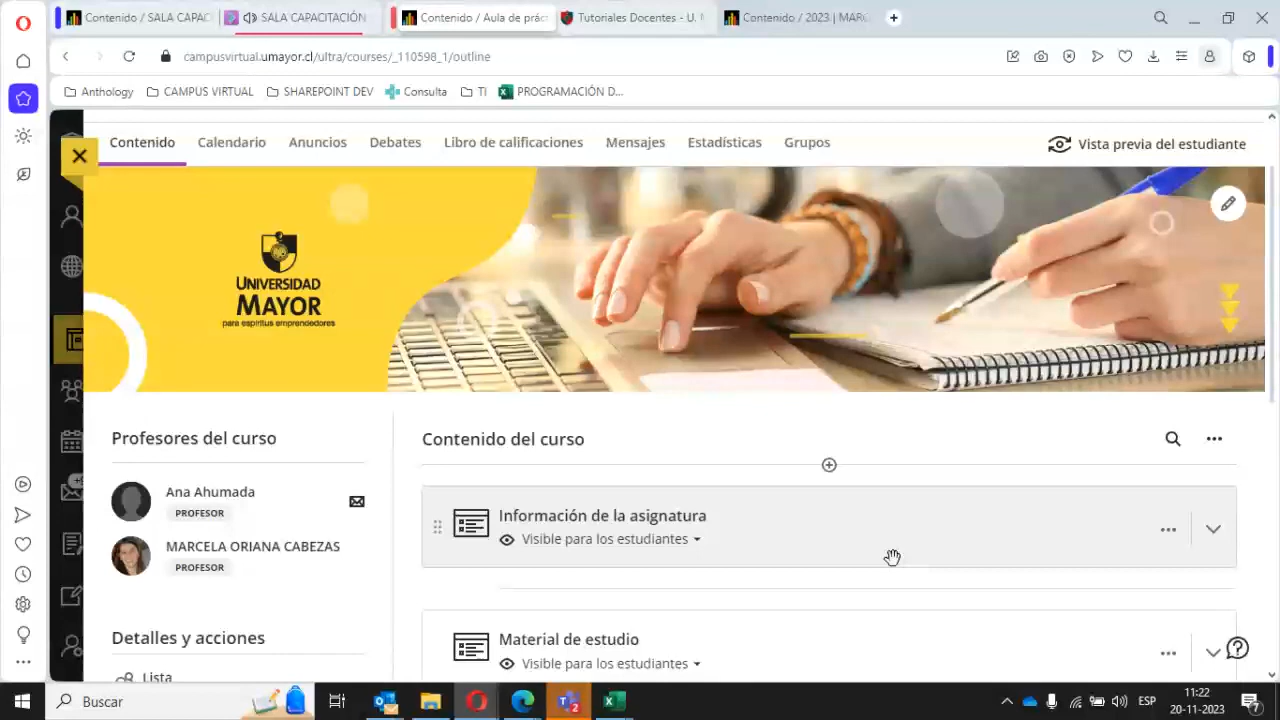 Contenido / SALA CAPAC
SALA CAPACITACIÓN
Contenido / Aula de prác
Tutoriales Docentes - U. M
Contenido / 2023 | MARC
campusvirtual.umayor.cl/ultra/courses/_110598_1/outline
Anthology
CAMPUS VIRTUAL
SHAREPOINT DEV
Consulta
TI
PROGRAMACIÓN D...
Contenido
Calendario
Anuncios
Debates
Libro de calificaciones
Mensajes
Estadísticas
Grupos
Vista previa del estudiante
UNIVERSIDAD
MAYOR
para espíritus emprendedores
Profesores del curso
Ana Ahumada
PROFESOR
MARCELA ORIANA CABEZAS
PROFESOR
Detalles y acciones
Lista
Contenido del curso
Información de la asignatura
Visible para los estudiantes
Material de estudio
Visible para los estudiantes
Buscar
ESP
11:22
20-11-2023